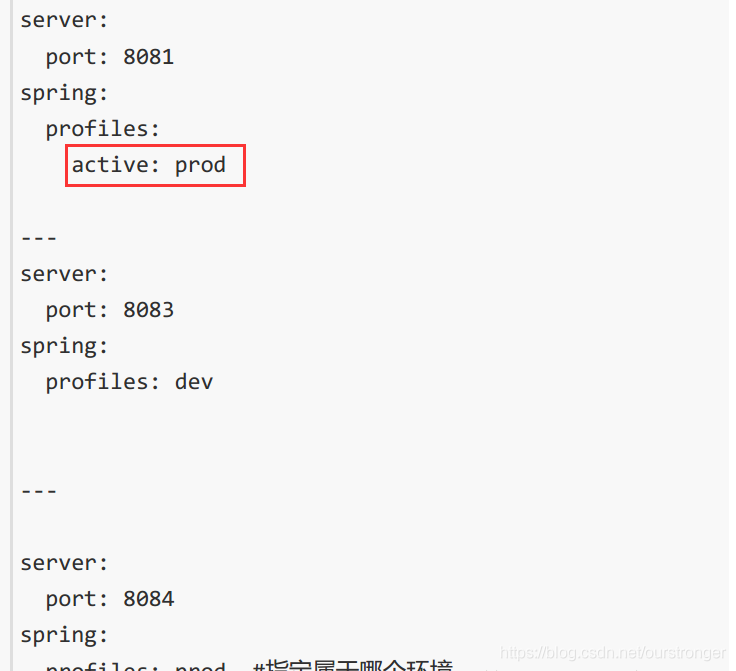 server:
  port: 8081
spring:
  profiles:
    active: prod
---
server:
  port: 8083
spring:
  profiles: dev
---
server:
  port: 8084
spring:
  profiles: prod  #指定属于哪个环境
https://blog.csdn.net/ourstronger